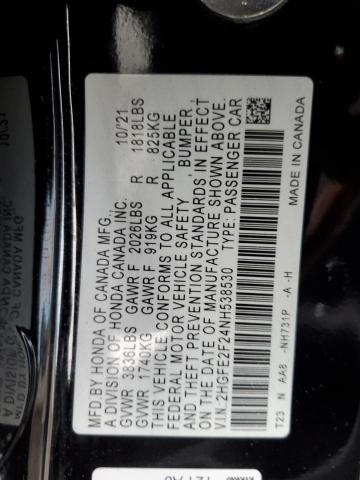 MFD.BY HONDA OF CANADA MFG., 10/21
A DIVISION OF HONDA CANADA INC.
GVWR 3836LBS GAWR F 2026LBS R 1818LBS
GVWR 1740KG GAWR F 919KG R 825KG
THIS VEHICLE CONFORMS TO ALL APPLICABLE
FEDERAL MOTOR VEHICLE SAFETY , BUMPER ,
AND THEFT PREVENTION STANDARDS IN EFFECT
ON THE DATE OF MANUFACTURE SHOWN ABOVE.
V.I.N.:2HGFE2F24NH538530 TYPE: PASSENGER CAR
T23 N AA8 -NH731P -A -H MADE IN CANADA